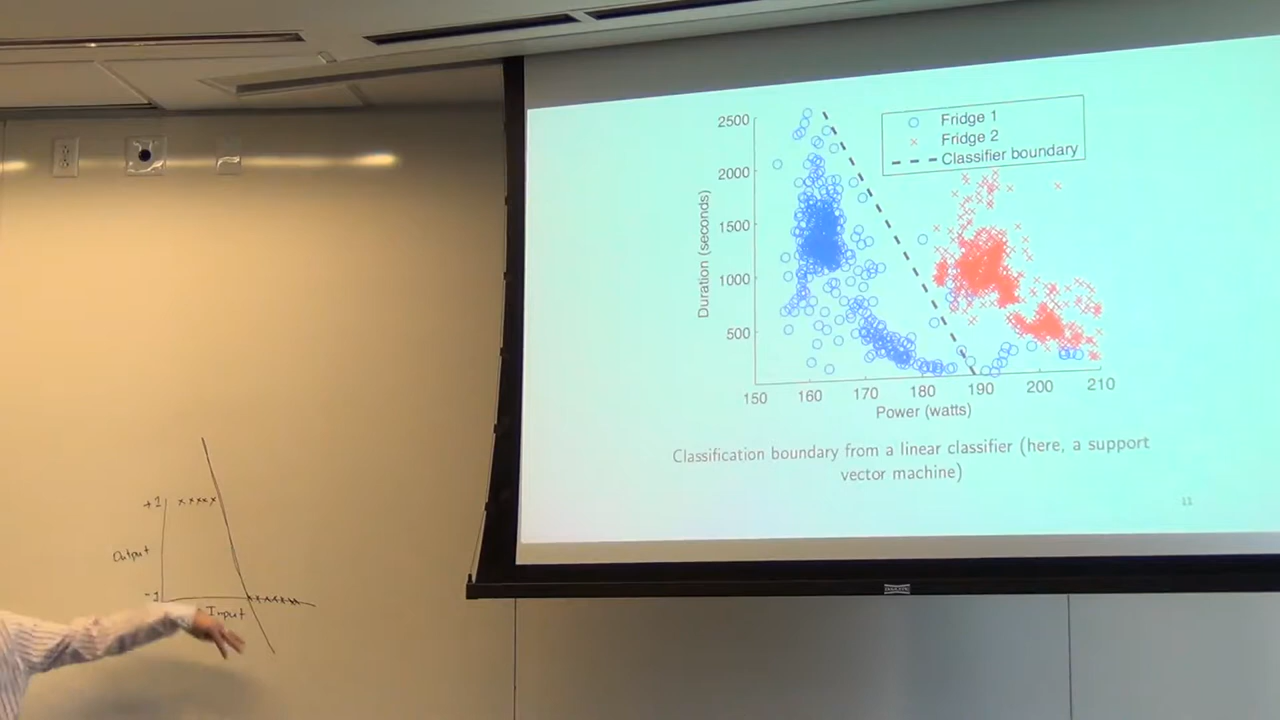 2500
2000
1500
1000
500
Duration (seconds)
150 160 170 180 190 200 210
Power (watts)
Fridge 1
Fridge 2
Classifier boundary
Classification boundary from a linear classifier (here, a support
vector machine)
13
+1
Output
-1
Input